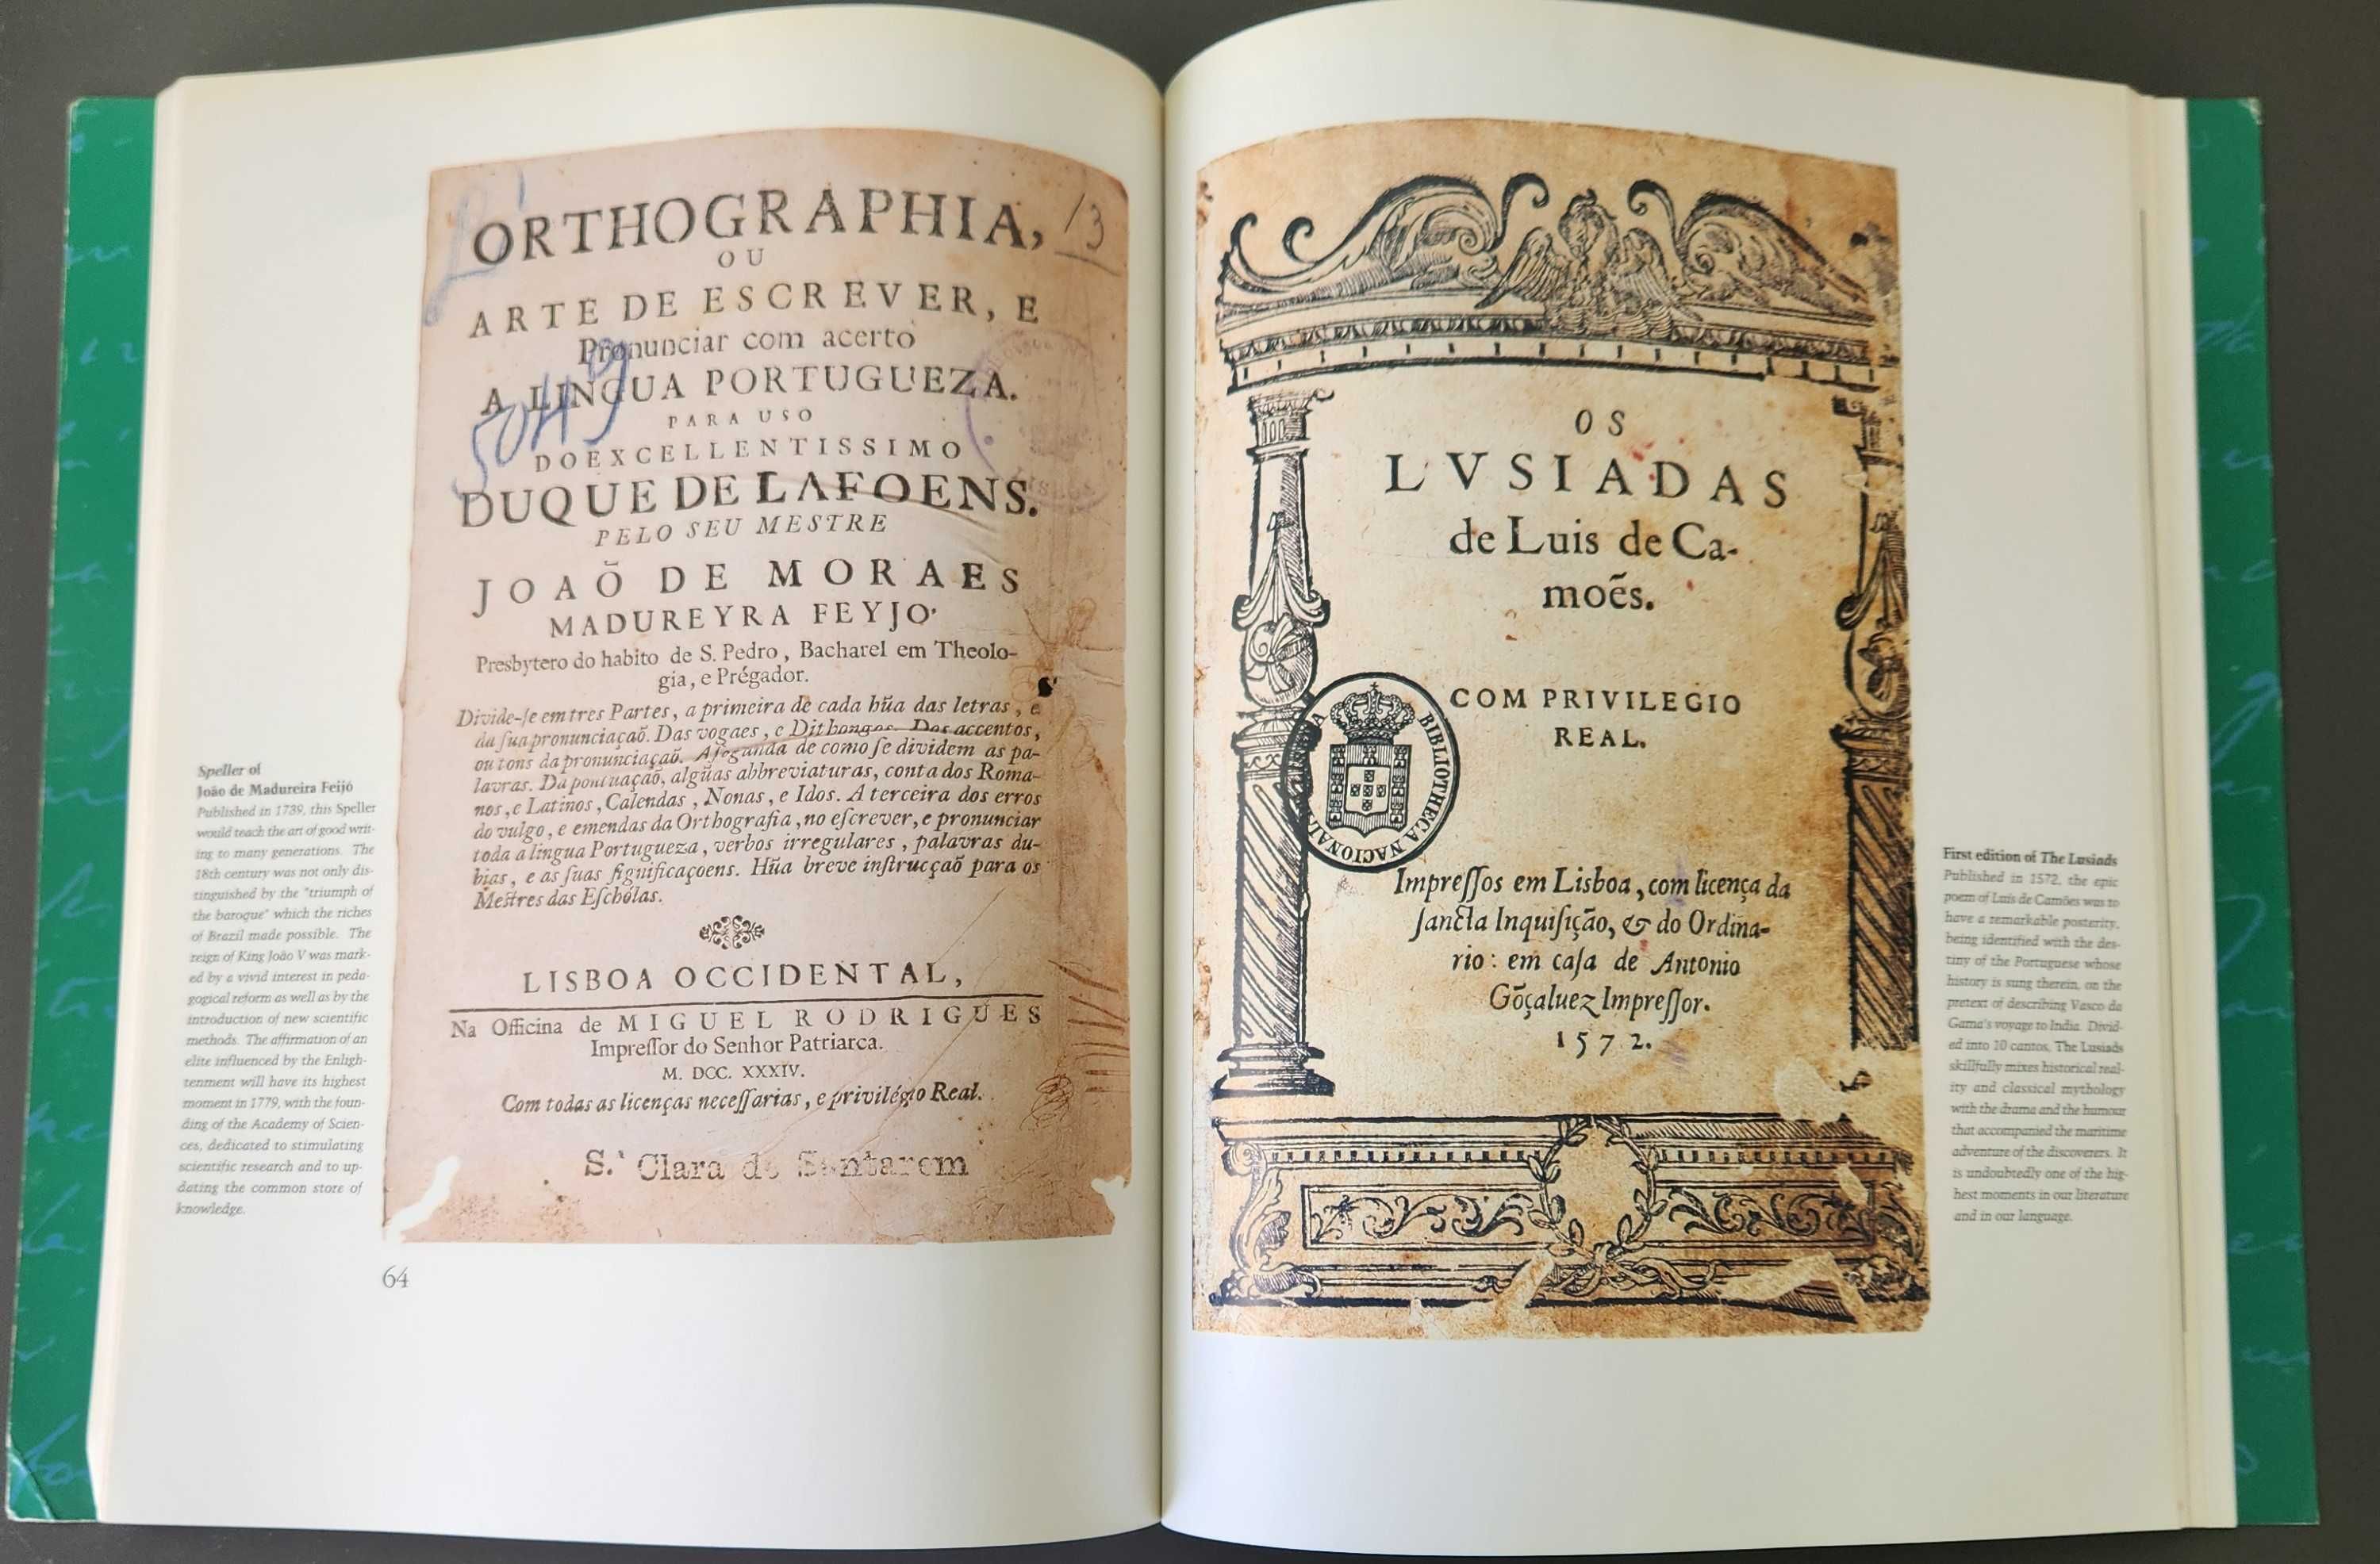 ORTHOGRAPHIA,
13
OU
ARTE DE ESCREVER, E
Pronunciar com acerto
A LINGUA PORTUGUEZA.
5049
PARA USO
DO EXCELLENTISSIMO
DUQUE DE LAFOENS.
PELO SEU MESTRE
JOAÕ DE MORAES
MADUREYRA FEYJO'
Presbytero do habito de S. Pedro, Bacharel em Theolo-
gia, e Prégador.
Divide-ſe em tres Partes, a primeira de cada hũa das letras, e
da ſua pronunciaçaõ. Das vogaes, e Dithongos. Dos accentos,
ou tons da pronunciaçaõ. A ſegunda de como ſe dividem as pa-
lavras. Da pontuaçaõ, algũas abbreviaturas, conta dos Roma-
nos, e Latinos, Calendas, Nonas, e Idos. A terceira dos erros
do vulgo, e emendas da Orthografia, no eſcrever, e pronunciar
toda a lingua Portugueza, verbos irregulares, palavras du-
bias, e as ſuas ſignificaçoens. Hũa breve inſtrucçaõ para os
Meſtres das Eſchólas.
LISBOA OCCIDENTAL,
Na Officina de MIGUEL RODRIGUES
Impreſſor do Senhor Patriarca.
M. DCC. XXXIV.
Com todas as licenças neceſſarias, e privilégio Real.
S.ª Clara de Santarem
Speller of
João de Madureira Feijó
Published in 1739, this Speller
would teach the art of good writ-
ing to many generations. The
18th century was not only dis-
tinguished by the "triumph of
the baroque" which the riches
of Brazil made possible. The
reign of King João V was mark-
ed by a vivid interest in peda-
gogical reform as well as by the
introduction of new scientific
methods. The affirmation of an
elite influenced by the Enligh-
tenment will have its highest
moment in 1779, with the foun-
ding of the Academy of Scien-
ces, dedicated to stimulating
scientific research and to up-
dating the common store of
knowledge.
64
OS
LVSIADAS
de Luis de Ca-
moẽs.
COM PRIVILEGIO
REAL.
BIBLIOTHECA NACIONAL
Impreſſos em Lisboa, com licença da
ſancta Inquiſição, & do Ordina-
rio: em caſa de Antonio
Gõçaluez Impreſſor.
1572.
First edition of The Lusiads
Published in 1572, the epic
poem of Luís de Camões was to
have a remarkable posterity,
being identified with the des-
tiny of the Portuguese whose
history is sung therein, on the
pretext of describing Vasco da
Gama's voyage to India. Divid-
ed into 10 cantos, The Lusiads
skillfully mixes historical real-
ity and classical mythology
with the drama and the humour
that accompanied the maritime
adventure of the discoverers. It
is undoubtedly one of the hig-
hest moments in our literature
and in our language.